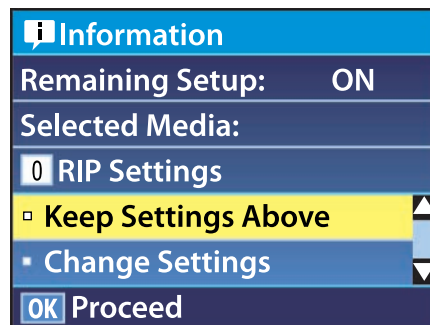 Information
Remaining Setup: ON
Selected Media:
0 RIP Settings
Keep Settings Above
Change Settings
OK Proceed